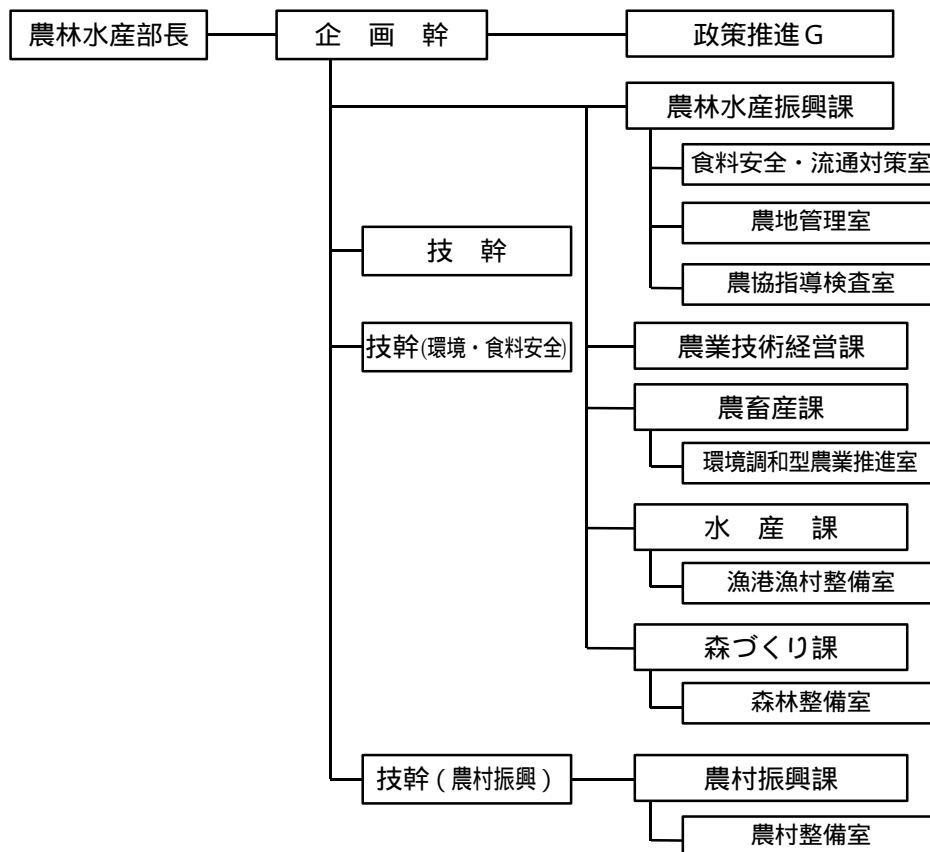 農林水産部長
企　画　幹
政策推進Ｇ
農林水産振興課
食料安全・流通対策室
農地管理室
技　幹
農協指導検査室
技幹(環境・食料安全)
農業技術経営課
農畜産課
環境調和型農業推進室
水　産　課
漁港漁村整備室
森づくり課
森林整備室
技幹（農村振興）
農村振興課
農村整備室